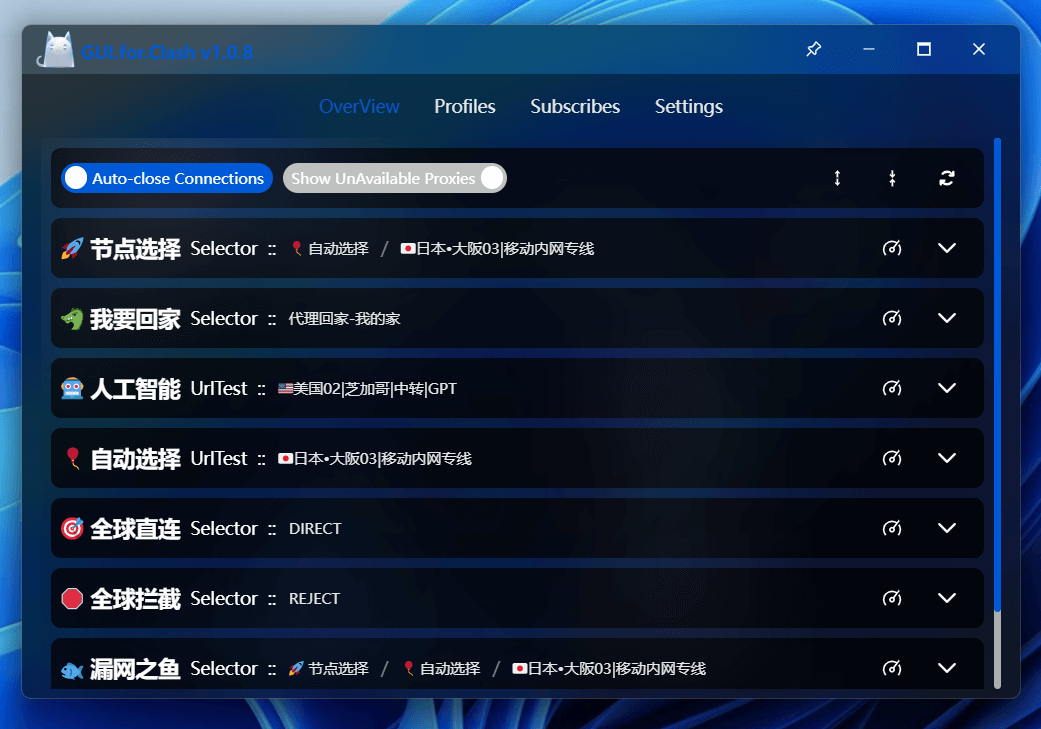 GUI.for.Clash v1.0.8
OverView Profiles Subscribes Settings
Auto-close Connections Show UnAvailable Proxies
🚀 节点选择 Selector :: 🎈自动选择 / 🇯🇵日本•大阪03|移动内网专线
🐲 我要回家 Selector :: 代理回家-我的家
🤖 人工智能 UrlTest :: 🇺🇸美国02|芝加哥|中转|GPT
🎈 自动选择 UrlTest :: 🇯🇵日本•大阪03|移动内网专线
🎯 全球直连 Selector :: DIRECT
🛑 全球拦截 Selector :: REJECT
🐟 漏网之鱼 Selector :: 🚀 节点选择 / 🎈自动选择 / 🇯🇵日本•大阪03|移动内网专线